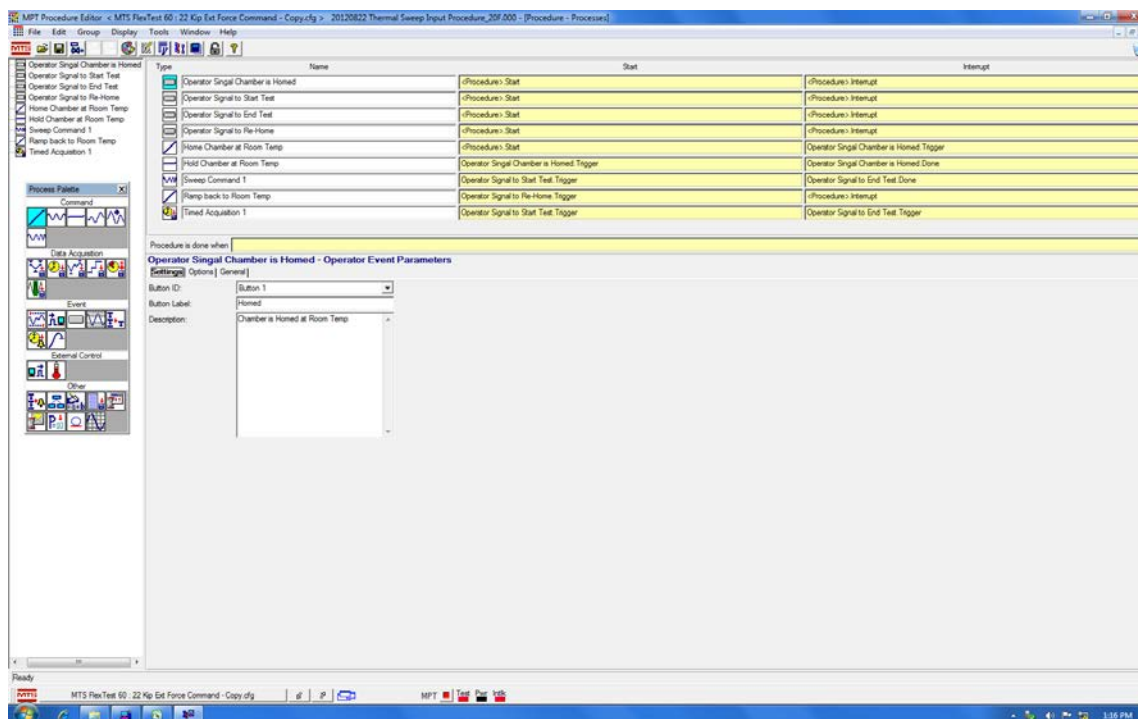 MPT Procedure Editor < MTS FlexTest 60 : 22 Kip Ext Force Command - Copy.cfg > 20120822 Thermal Sweep Input Procedure_20F.000 - [Procedure - Processes]
File Edit Group Display Tools Window Help
MTS
Operator Singal Chamber is Homed
Operator Signal to Start Test
Operator Signal to End Test
Operator Signal to Re-Home
Home Chamber at Room Temp
Hold Chamber at Room Temp
Sweep Command 1
Ramp back to Room Temp
Timed Acquisition 1
Type Name Start Interrupt
Operator Singal Chamber is Homed <Procedure>.Start <Procedure>.Interrupt
Operator Signal to Start Test <Procedure>.Start <Procedure>.Interrupt
Operator Signal to End Test <Procedure>.Start <Procedure>.Interrupt
Operator Signal to Re-Home <Procedure>.Start <Procedure>.Interrupt
Home Chamber at Room Temp <Procedure>.Start Operator Singal Chamber is Homed.Trigger
Hold Chamber at Room Temp Operator Singal Chamber is Homed.Trigger Operator Singal Chamber is Homed.Done
Sweep Command 1 Operator Signal to Start Test.Trigger Operator Signal to End Test.Done
Ramp back to Room Temp Operator Signal to Re-Home.Trigger <Procedure>.Interrupt
Timed Acquisition 1 Operator Signal to Start Test.Trigger Operator Signal to End Test.Trigger
Procedure is done when
Process Palette
Command
Data Acquisition
Event
External Control
Other
Operator Singal Chamber is Homed - Operator Event Parameters
Settings Options General
Button ID: Button 1
Button Label: Homed
Description: Chamber is Homed at Room Temp
Ready
MTS MTS FlexTest 60 : 22 Kip Ext Force Command - Copy.cfg MPT Test Pwr Intlk
1:16 PM